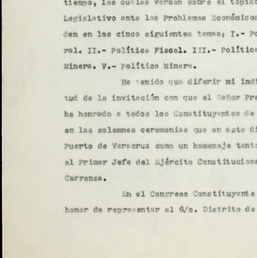 tiempo, las cuales versan sobre el tópico
Legislativo ante los Problemas Económicos
den en los cinco siguientes temas; I.- Po
ral. II.- Política Fiscal. III.- Polític
Minera. V.- Política Minera.
He tenido que diferir mi indi
tud de la invitación con que el Señor Pre
ha honrado a todos los Constituyentes de
en las solemnes ceremonias que en este di
Puerto de Veracruz como un homenaje tant
al Primer Jefe del Ejército Constitucional
Carranza.
En el Congreso Constituyente
honor de representar al 6/o. Distrito de